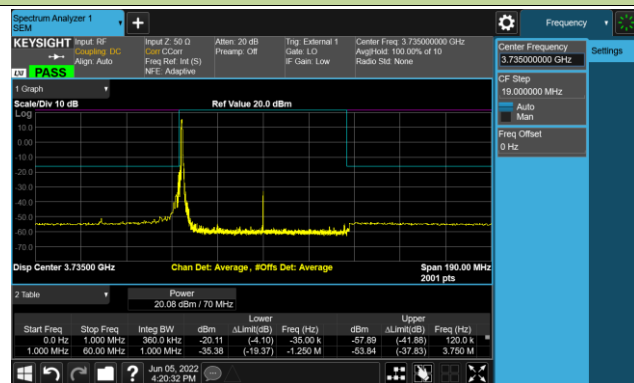 Spectrum Analyzer 1
SEM
Frequency
KEYSIGHT
Input: RF
Coupling: DC
Align: Auto
Input Z: 50 Ω
Corr CCorr
Freq Ref: Int (S)
NFE: Adaptive
Atten: 20 dB
Preamp: Off
Trig: External 1
Gate: LO
IF Gain: Low
Center Freq: 3.735000000 GHz
Avg|Hold: 100.00% of 10
Radio Std: None
LXI PASS
Center Frequency
3.735000000 GHz
Settings
CF Step
19.000000 MHz
Auto
Man
Freq Offset
0 Hz
1 Graph
Scale/Div 10 dB
Ref Value 20.0 dBm
Log
10.0
0.00
-10.0
-20.0
-30.0
-40.0
-50.0
-60.0
-70.0
Disp Center 3.73500 GHz
Chan Det: Average , #Offs Det: Average
Span 190.00 MHz
2001 pts
2 Table
Power
20.08 dBm / 70 MHz
Lower Upper
Start Freq Stop Freq Integ BW dBm ΔLimit(dB) Freq (Hz) dBm ΔLimit(dB) Freq (Hz)
0.0 Hz 1.000 MHz 360.0 kHz -20.11 (-4.10) -35.00 k -57.89 (-41.88) 120.0 k
1.000 MHz 60.00 MHz 1.000 MHz -35.38 (-19.37) -1.250 M -53.84 (-37.83) 3.750 M
Jun 05, 2022
4:20:32 PM